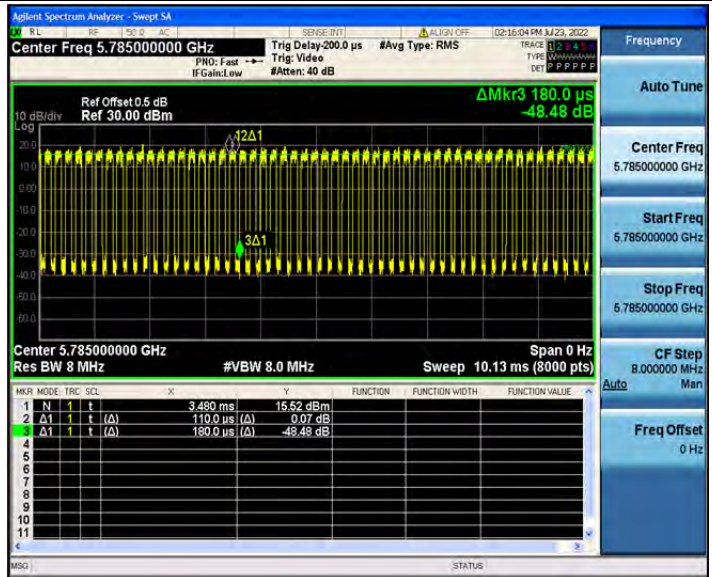 Agilent Spectrum Analyzer - Swept SA
RL RF 50 Ω AC SENSE:INT ALIGN OFF 02:16:04 PM Jul 23, 2022
Center Freq 5.785000000 GHz
PNO: Fast
IFGain:Low
Trig Delay-200.0 µs
Trig: Video
#Atten: 40 dB
#Avg Type: RMS
TRACE 1 2 3 4 5 6
TYPE
DET P P P P P P
Ref Offset 0.5 dB
10 dB/div Ref 30.00 dBm
Log
ΔMkr3 180.0 µs
-48.48 dB
20.0
10.0
0.00
-10.0
-20.0
-30.0
-40.0
-50.0
-60.0
12Δ1
3Δ1
Center 5.785000000 GHz Span 0 Hz
Res BW 8 MHz #VBW 8.0 MHz Sweep 10.13 ms (8000 pts)
MKR MODE TRC SCL X Y FUNCTION FUNCTION WIDTH FUNCTION VALUE
1 N 1 t 3.480 ms 15.52 dBm
2 Δ1 1 t (Δ) 110.0 µs (Δ) 0.07 dB
3 Δ1 1 t (Δ) 180.0 µs (Δ) -48.48 dB
4
5
6
7
8
9
10
11
MSG STATUS
Frequency
Auto Tune
Center Freq
5.785000000 GHz
Start Freq
5.785000000 GHz
Stop Freq
5.785000000 GHz
CF Step
8.000000 MHz
Auto Man
Freq Offset
0 Hz